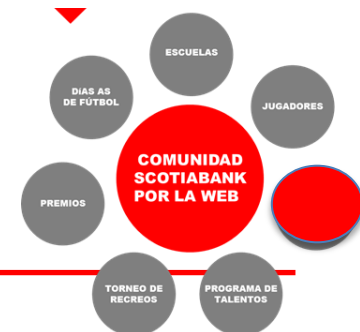 ESCUELAS
DíAS AS
DE FÚTBOL
JUGADORES
COMUNIDAD
SCOTIABANK
POR LA WEB
PREMIOS
TORNEO DE
RECREOS
PROGRAMA DE
TALENTOS